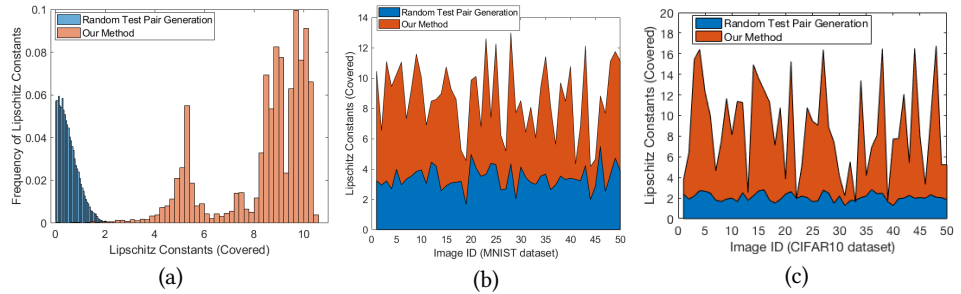 Random Test Pair Generation
Our Method
Frequency of Lipschitz Constants
0.1
0.08
0.06
0.04
0.02
0
0 2 4 6 8 10
Lipschitz Constants (Covered)
(a)
Random Test Pair Generation
Our Method
Lipschitz Constants (Covered)
14
12
10
8
6
4
2
0
0 5 10 15 20 25 30 35 40 45 50
Image ID (MNIST dataset)
(b)
Random Test Pair Generation
Our Method
Lipschitz Constants (Covered)
20
18
16
14
12
10
8
6
4
2
0
0 5 10 15 20 25 30 35 40 45 50
Image ID (CIFAR10 dataset)
(c)